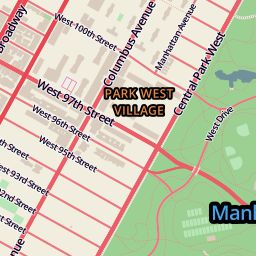 Broadway
West 100th Street
Columbus Avenue
Manhattan Avenue
Central Park West
PARK WEST
VILLAGE
West 97th Street
West 96th Street
West 95th Street
West Drive
West 93rd Street
92nd Street
Manh